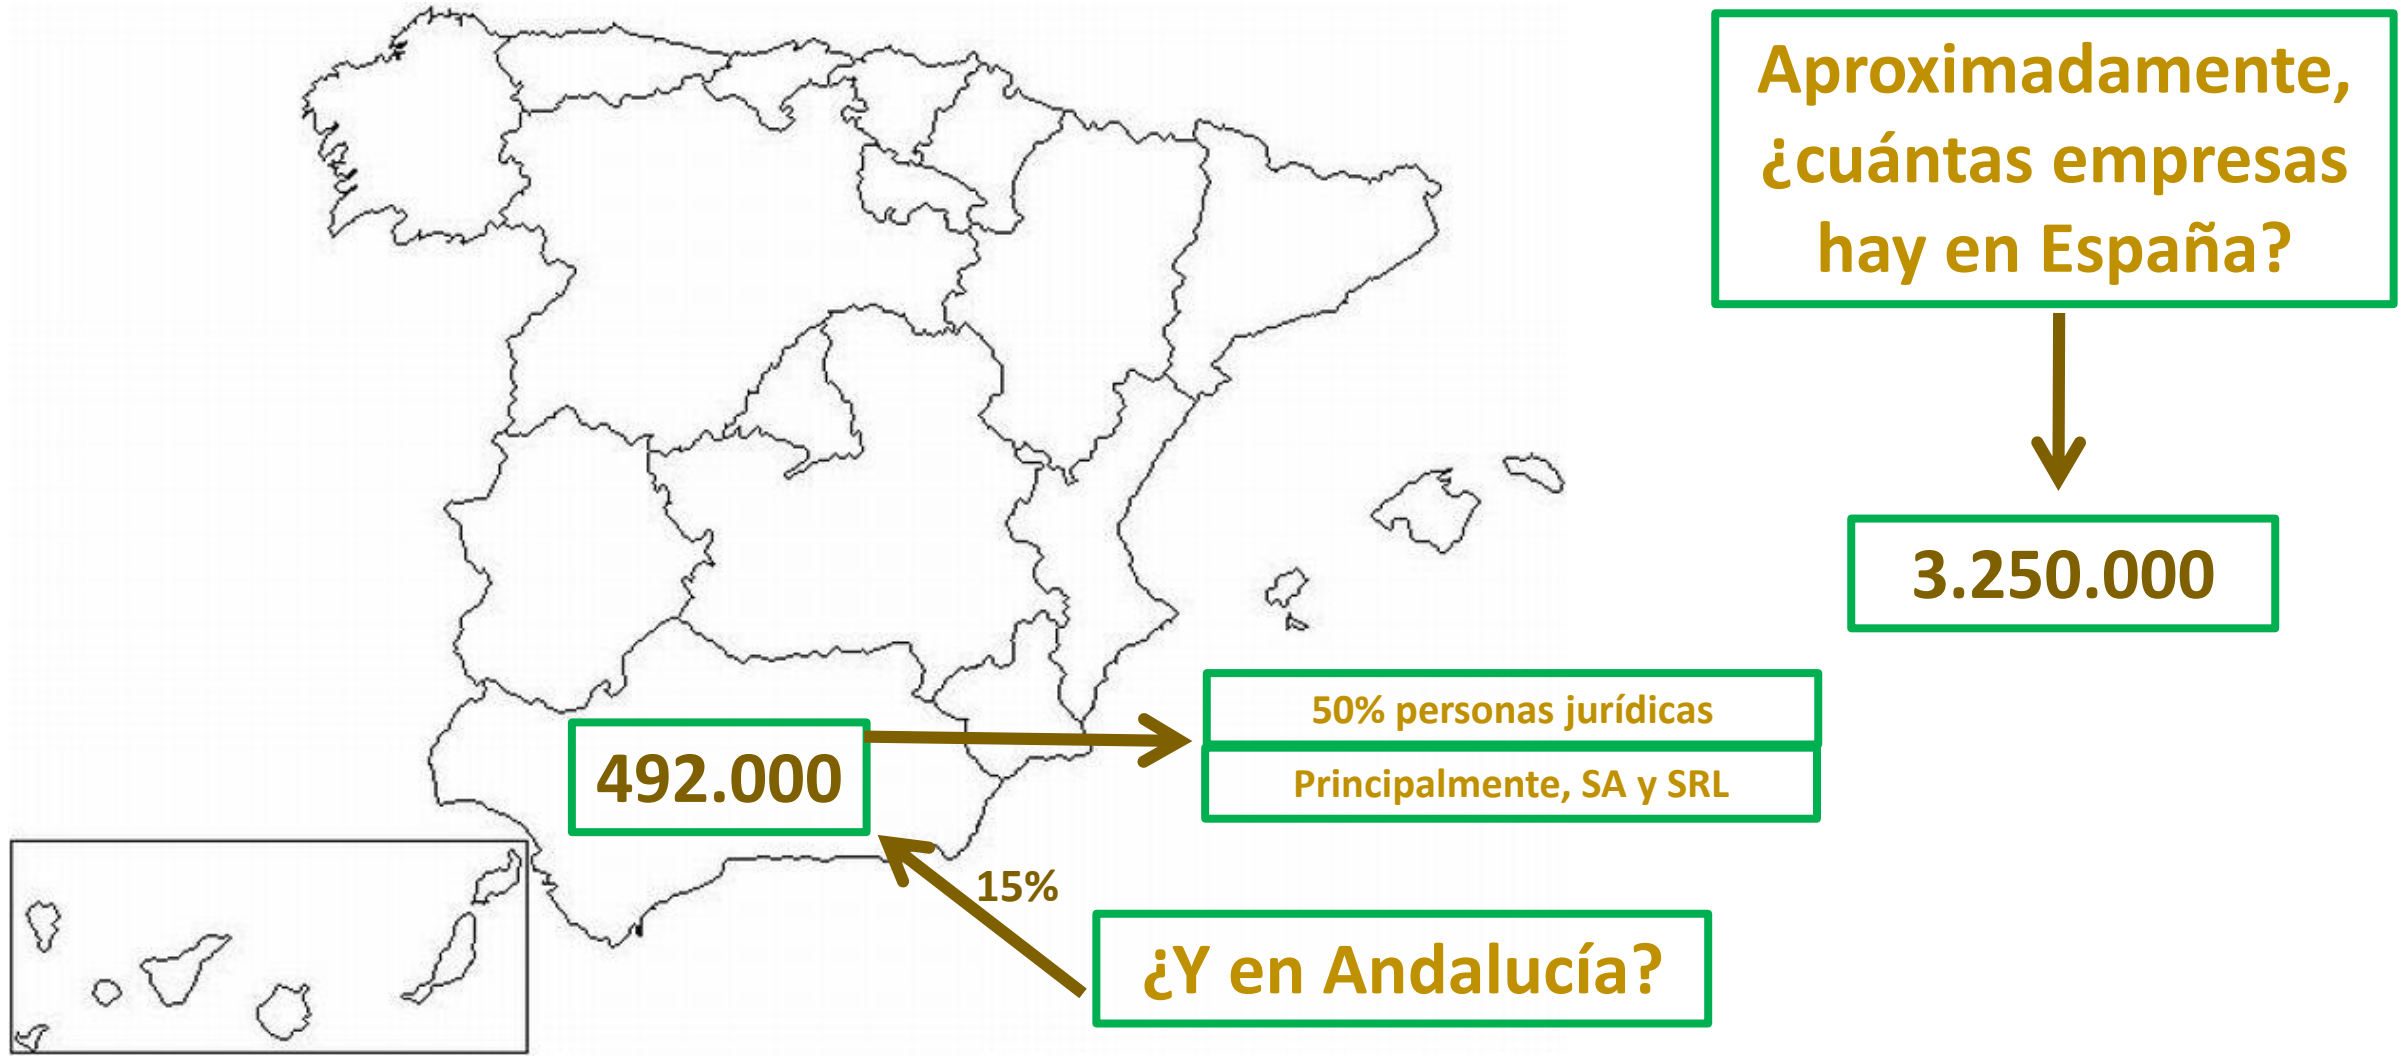 Aproximadamente,
¿cuántas empresas
hay en España?
3.250.000
50% personas jurídicas
Principalmente, SA y SRL
492.000
15%
¿Y en Andalucía?